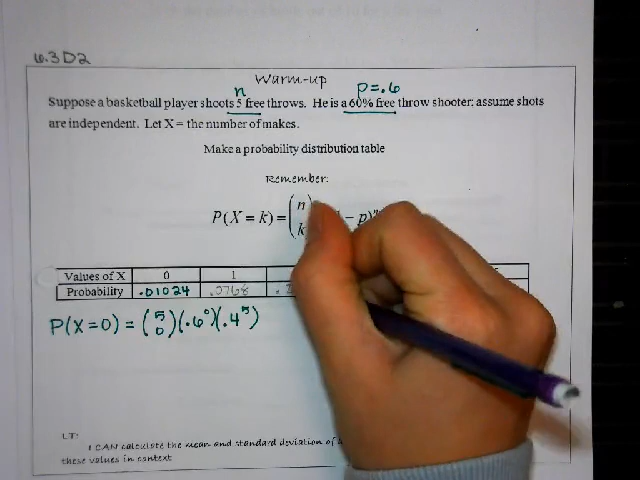 6.3D2
Warm-up
n p=.6
Suppose a basketball player shoots 5 free throws. He is a 60% free throw shooter; assume shots
are independent. Let X = the number of makes.
Make a probability distribution table
Remember:
P(X = k) = (n k) - p)
Values of X 0 1
Probability .01024 .0768 .2
P(X=0) = (5 0)(.6⁰)(.4⁵)
LT:
I CAN calculate the mean and standard deviation of
these values in context